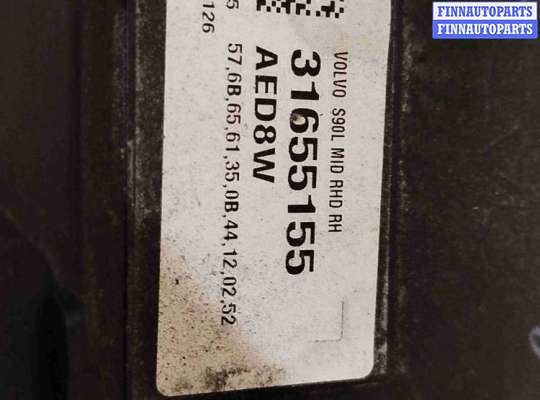 FINNAUTOPARTS
FINNAUTOPARTS
VOLVO S90L MID RHD RH
31655155
AED8W
57,6B,65,61,35,0B,44,12,02,52
126